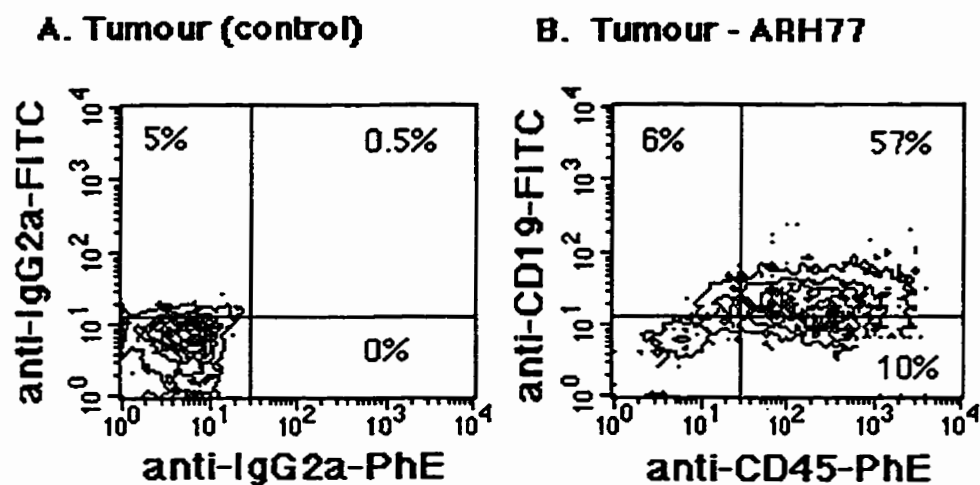 A. Tumour (control)
anti-IgG2a-FITC
10^4
10^3
10^2
10^1
10^0
5%
0.5%
0%
10^0 10^1 10^2 10^3 10^4
anti-IgG2a-PhE
B. Tumour - ARH77
anti-CD19-FITC
10^4
10^3
10^2
10^1
10^0
6%
57%
10%
10^0 10^1 10^2 10^3 10^4
anti-CD45-PhE